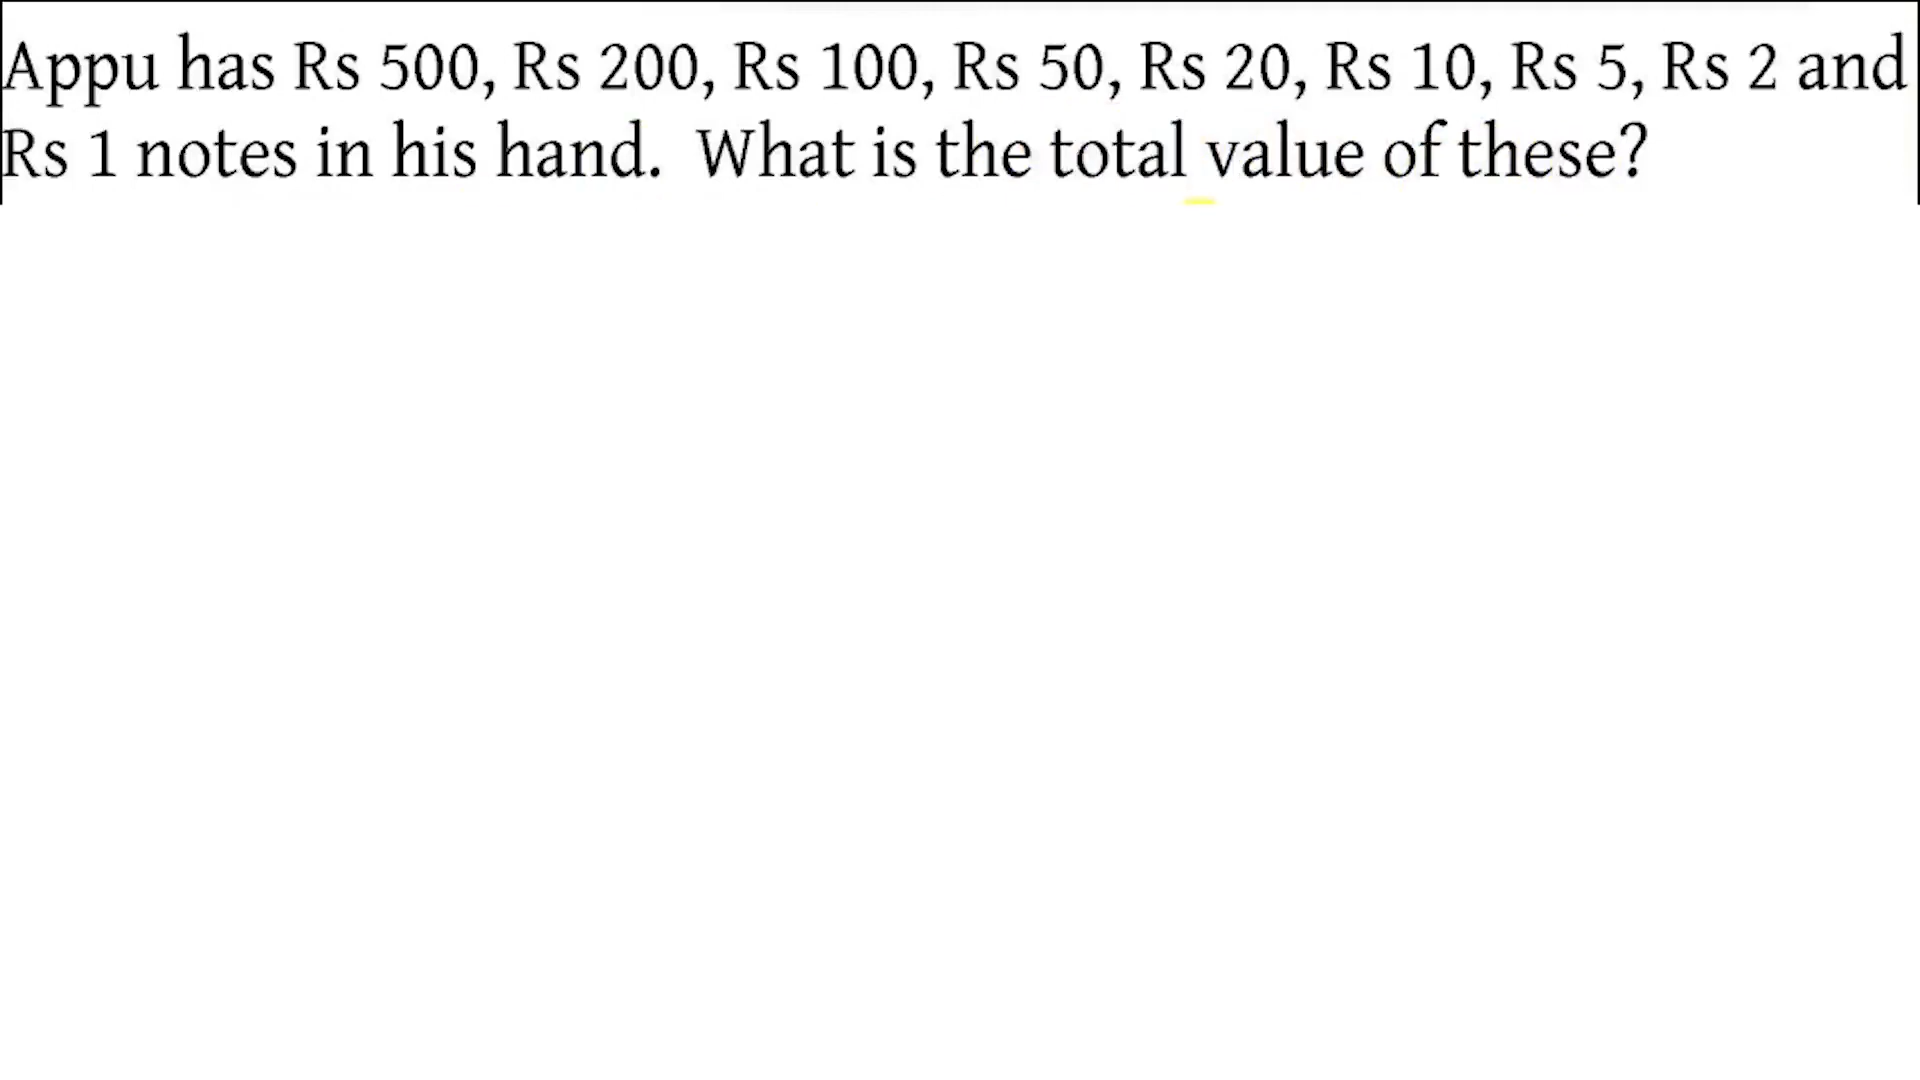 Appu has Rs 500, Rs 200, Rs 100, Rs 50, Rs 20, Rs 10, Rs 5, Rs 2 and
Rs 1 notes in his hand.  What is the total value of these?